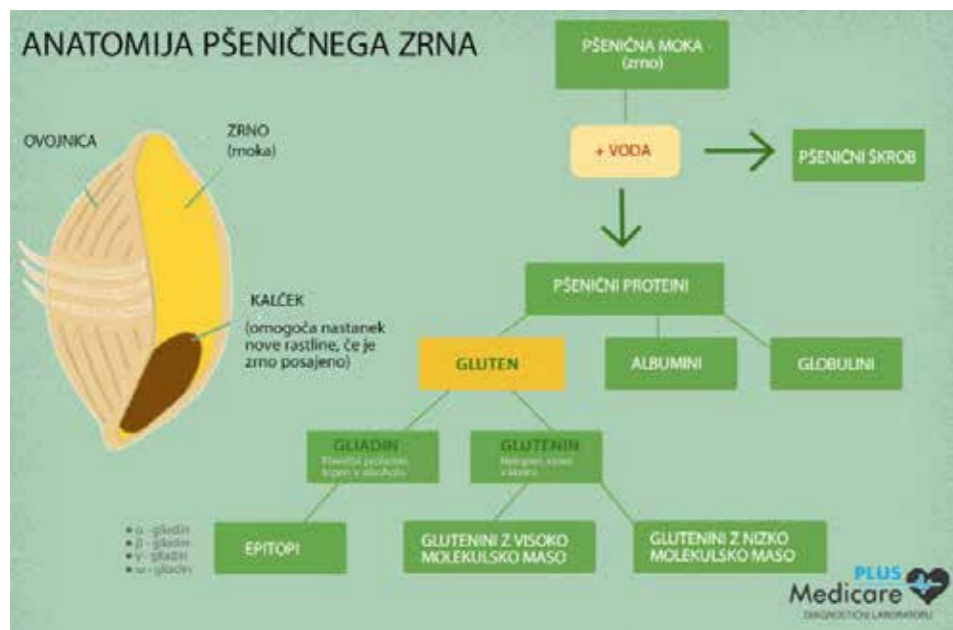 ANATOMIJA PŠENIČNEGA ZRNA
OVOJNICA
ZRNO
(moka)
KALČEK
(omogoča nastanek
nove rastline, če je
zrno posajeno)
PŠENIČNA MOKA
(zrno)
+ VODA
PŠENIČNI ŠKROB
PŠENIČNI PROTEINI
GLUTEN
ALBUMINI
GLOBULINI
GLIADIN
topen v alkoholu
GLUTENIN
EPITOPI
• α - gliadin
• β - gliadin
• γ - gliadin
• ω - gliadin
GLUTENINI Z VISOKO
MOLEKULSKO MASO
GLUTENINI Z NIZKO
MOLEKULSKO MASO
PLUS
Medicare
DIAGNOSTIČNI LABORATORIJ